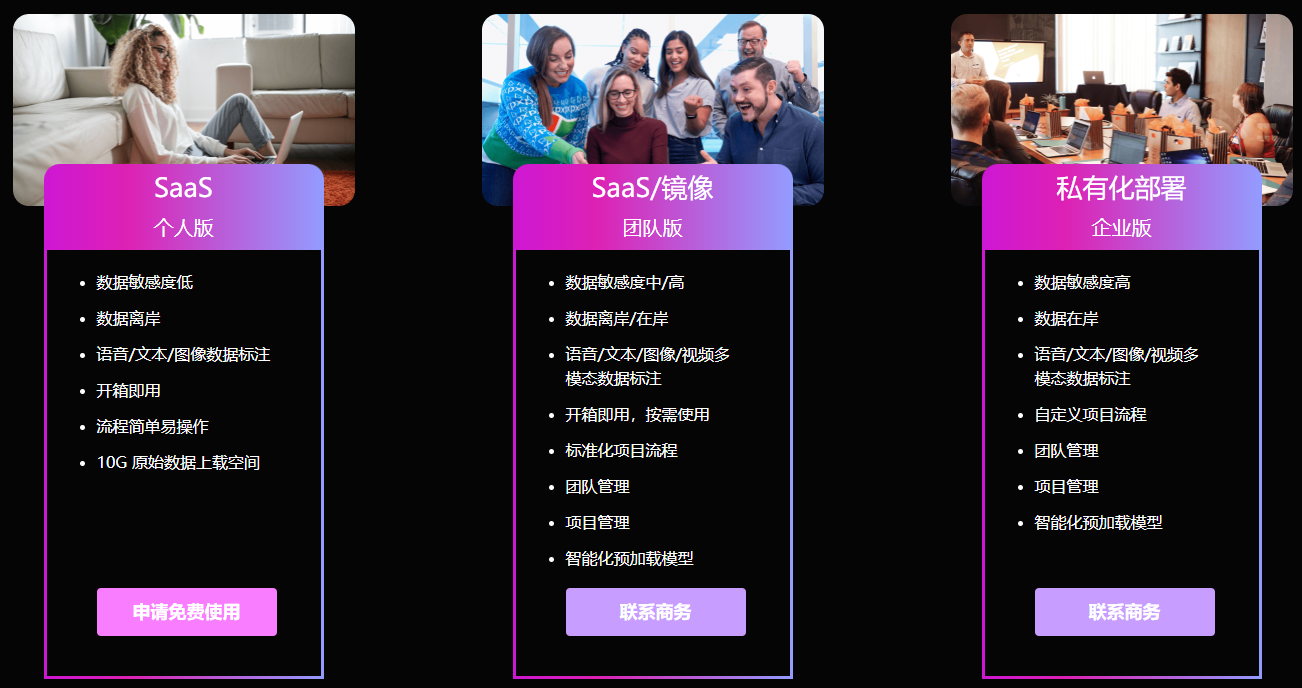 SaaS
个人版
数据敏感度低
数据离岸
语音/文本/图像数据标注
开箱即用
流程简单易操作
10G 原始数据上载空间
申请免费使用
SaaS/镜像
团队版
数据敏感度中/高
数据离岸/在岸
语音/文本/图像/视频多
模态数据标注
开箱即用，按需使用
标准化项目流程
团队管理
项目管理
智能化预加载模型
联系商务
私有化部署
企业版
数据敏感度高
数据在岸
语音/文本/图像/视频多
模态数据标注
自定义项目流程
团队管理
项目管理
智能化预加载模型
联系商务